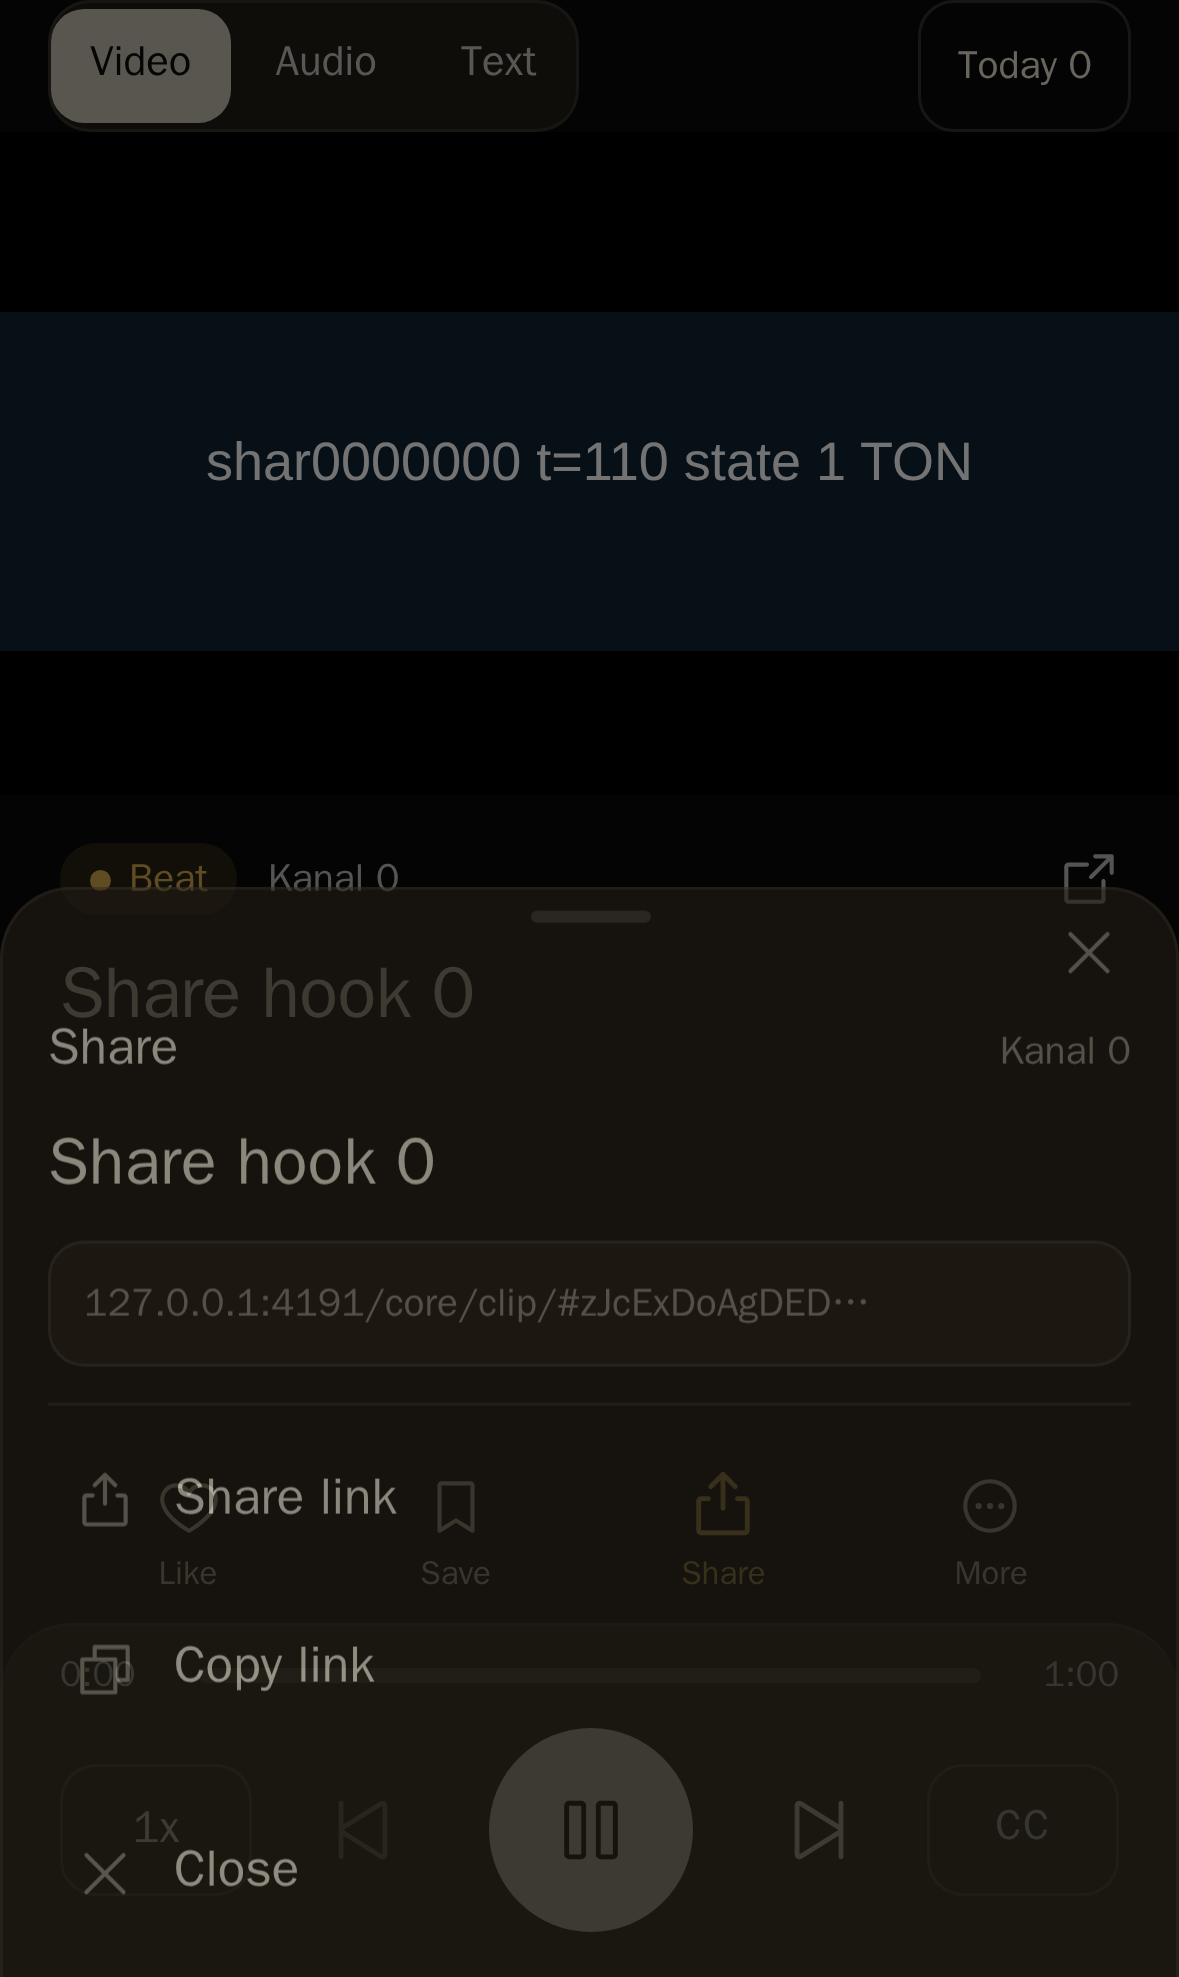 Video Audio Text Today 0
shar0000000 t=110 state 1 TON
Beat Kanal 0
Share hook 0
Share Kanal 0
Share hook 0
127.0.0.1:4191/core/clip/#zJcExDoAgDED···
Share link
Like Save Share More
Copy link
0:00 1:00
1x CC
Close